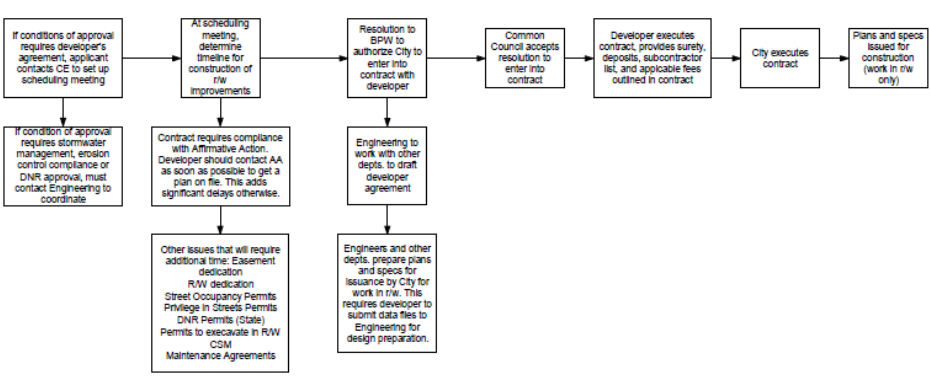 If conditions of approval
requires developer's
agreement, applicant
contacts CE to set up
scheduling meeting
At scheduling
meeting,
determine
timeline for
construction of
r/w
improvements
Resolution to
BPW to
authorize City to
enter into
contract with
developer
Common
Council accepts
resolution to
enter into
contract
Developer executes
contract, provides surety,
deposits, subcontractor
list, and applicable fees
outlined in contract
City executes
contract
Plans and specs
issued for
construction
(work in r/w
only)
If condition of approval
requires stormwater
management, erosion
control compliance or
DNR approval, must
contact Engineering to
coordinate
Contract requires compliance
with Affirmative Action.
Developer should contact AA
as soon as possible to get a
plan on file. This adds
significant delays otherwise.
Engineering to
work with other
depts. to draft
developer
agreement
Other issues that will require
additional time: Easement
dedication
R/W dedication
Street Occupancy Permits
Privilege in Streets Permits
DNR Permits (State)
Permits to execavate in R/W
CSM
Maintenance Agreements
Engineers and other
depts. prepare plans
and specs for
issuance by City for
work in r/w. This
requires developer to
submit data files to
Engineering for
design preparation.